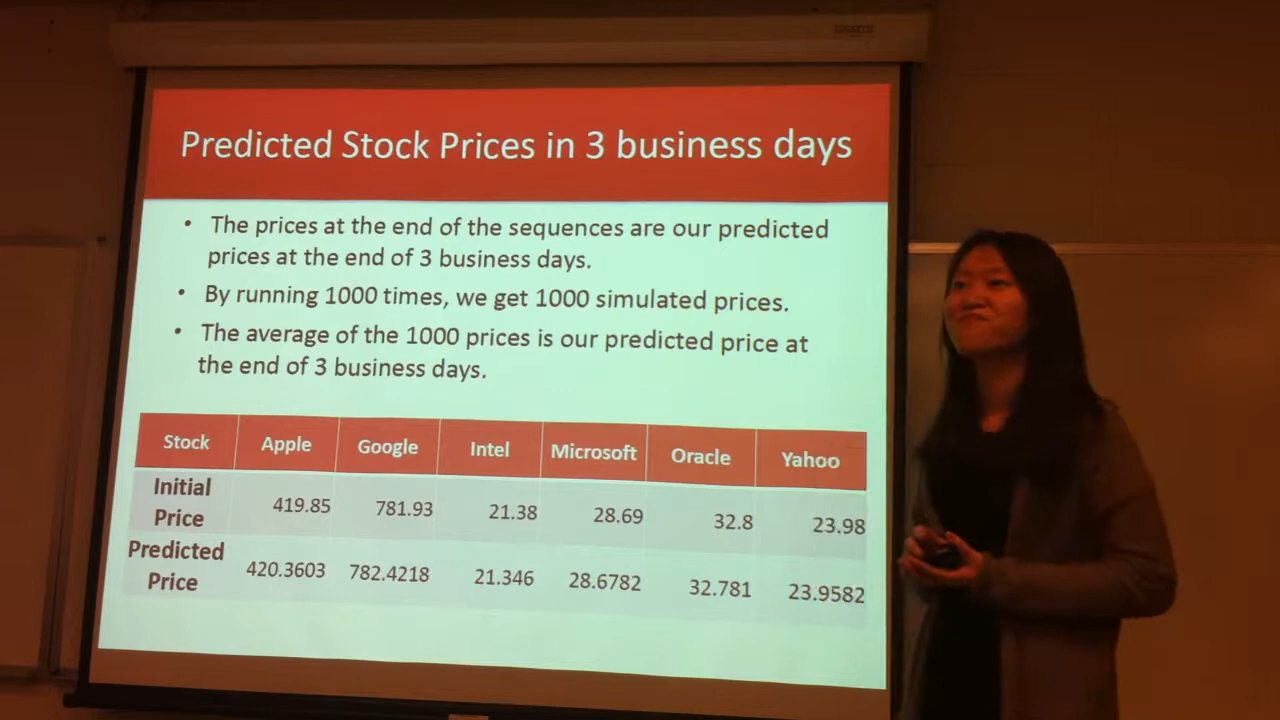 Predicted Stock Prices in 3 business days
• The prices at the end of the sequences are our predicted
prices at the end of 3 business days.
• By running 1000 times, we get 1000 simulated prices.
• The average of the 1000 prices is our predicted price at
the end of 3 business days.
Stock Apple Google Intel Microsoft Oracle Yahoo
Initial
Price 419.85 781.93 21.38 28.69 32.8 23.98
Predicted
Price 420.3603 782.4218 21.346 28.6782 32.781 23.9582